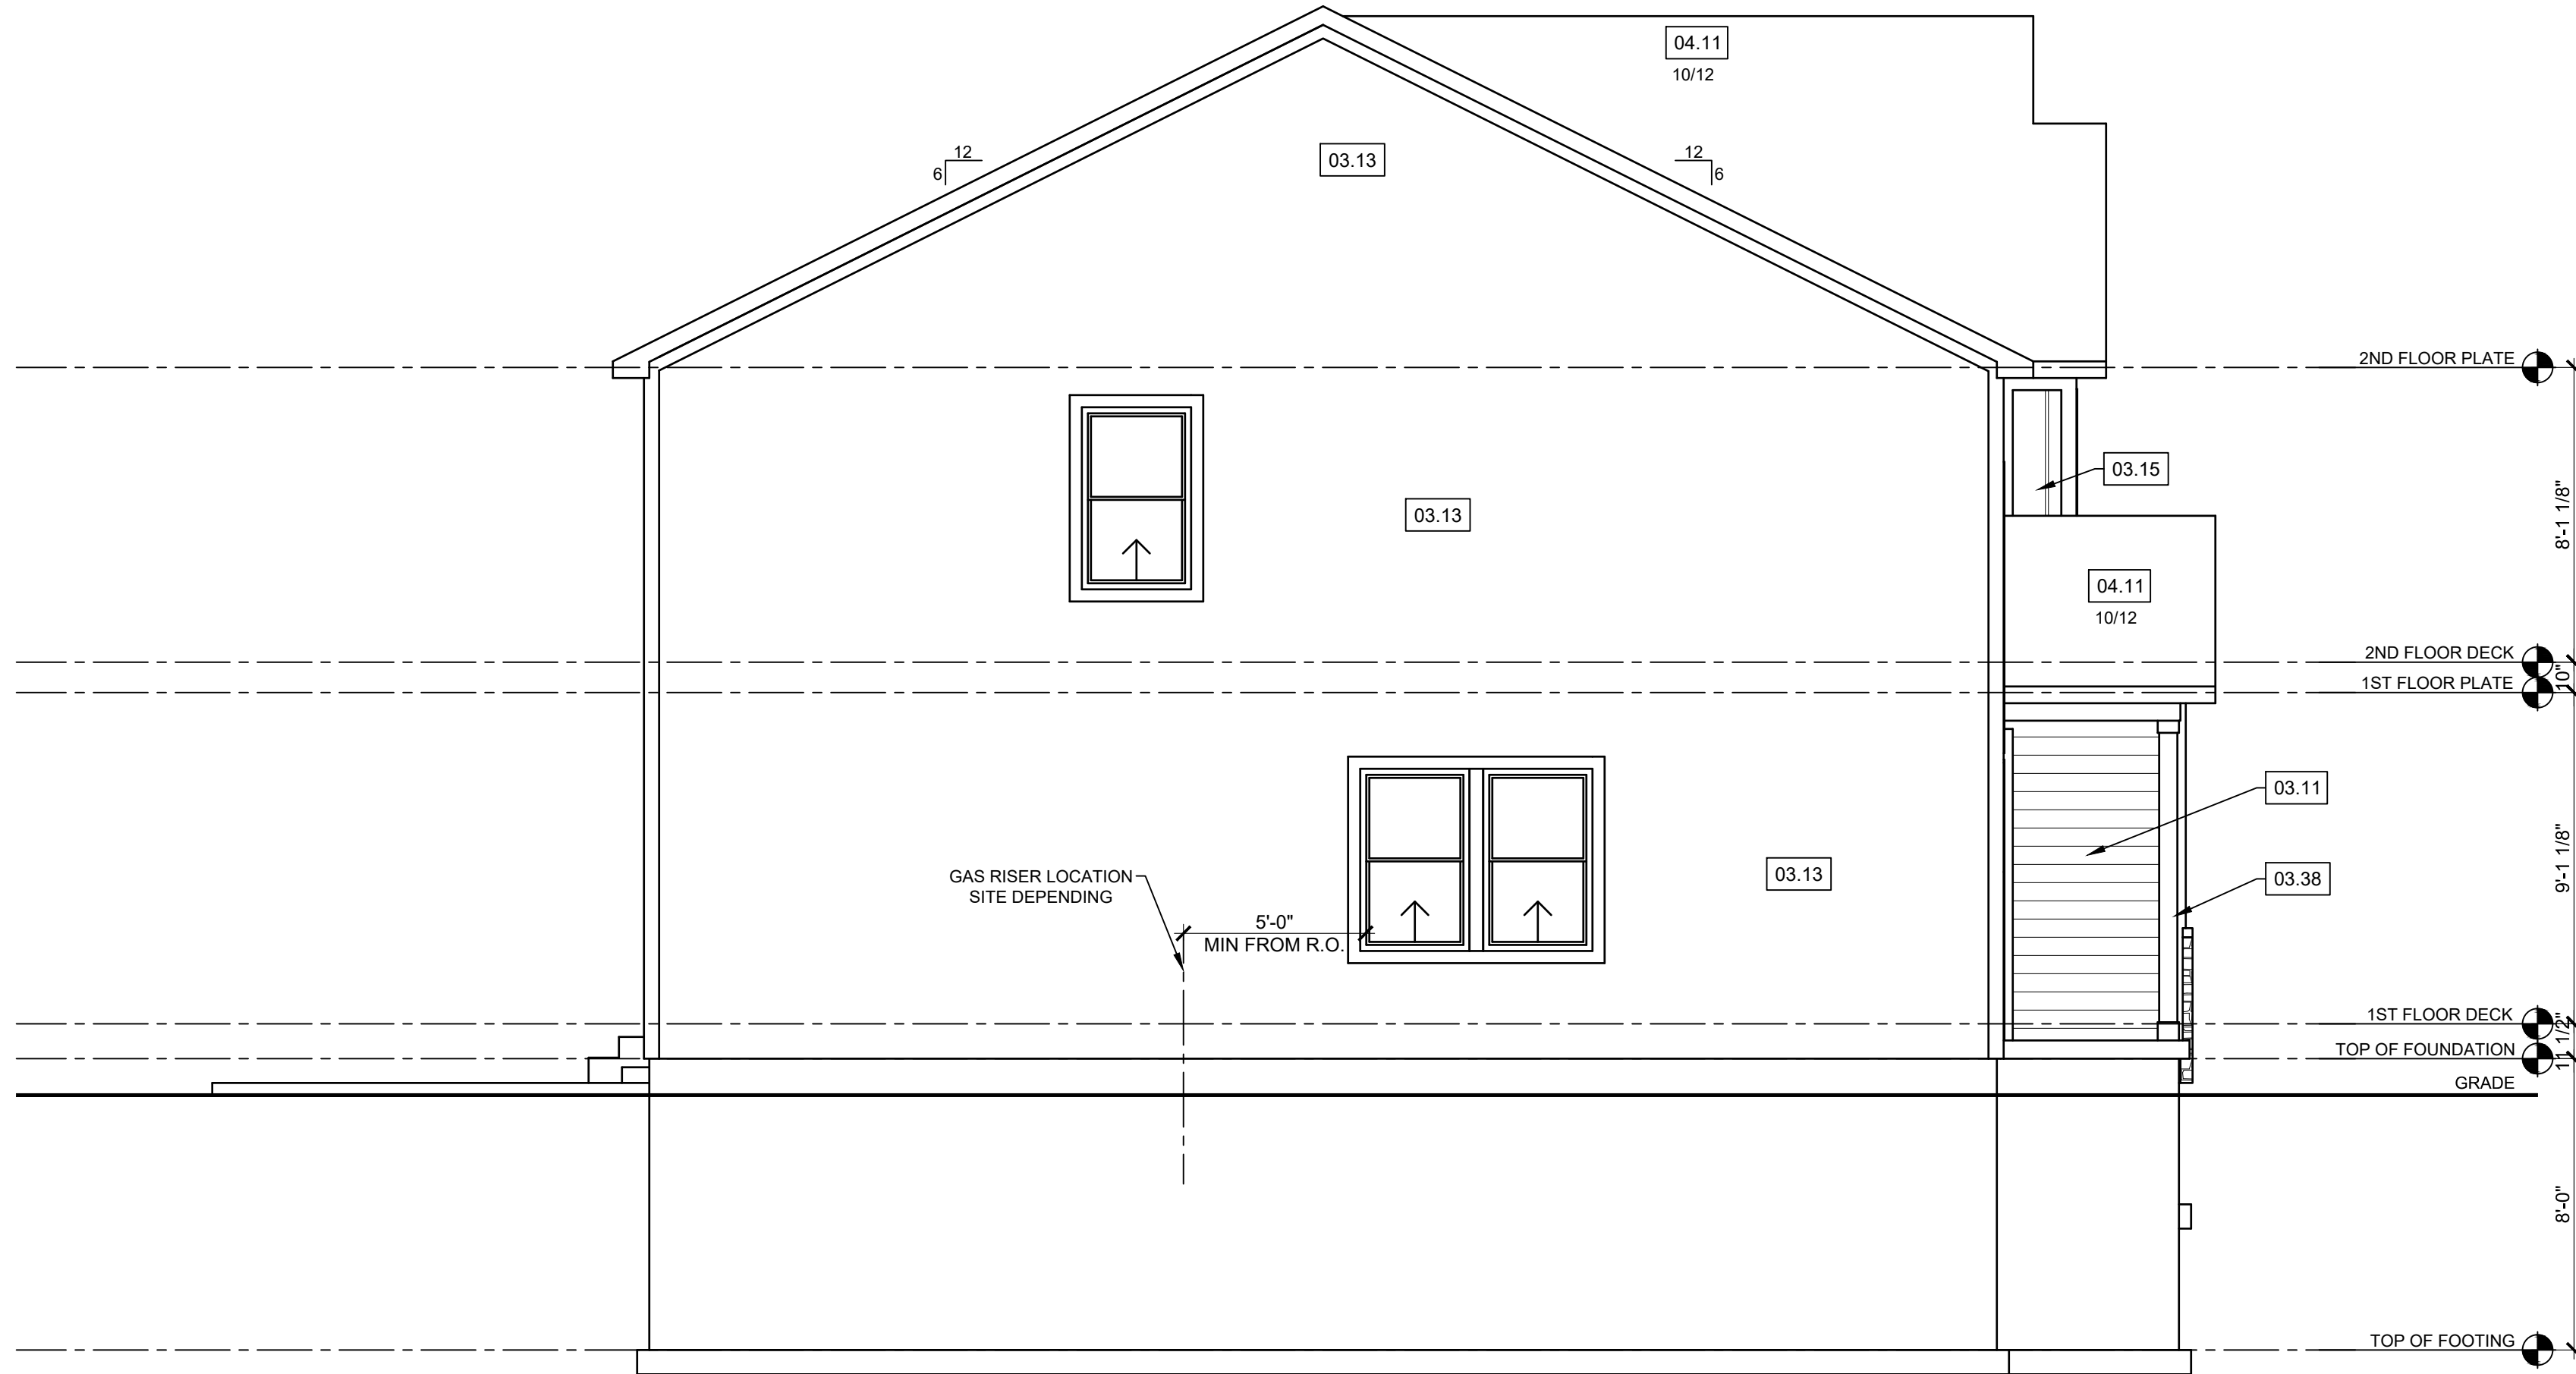 04.11
10/12
12
6
03.13
12
6
2ND FLOOR PLATE
03.15
03.13
8'-1 1/8"
04.11
10/12
2ND FLOOR DECK
10"
1ST FLOOR PLATE
03.11
9'-1 1/8"
03.13
GAS RISER LOCATION
SITE DEPENDING
03.38
5'-0"
MIN FROM R.O.
1ST FLOOR DECK
11 1/2"
TOP OF FOUNDATION
GRADE
8'-0"
TOP OF FOOTING